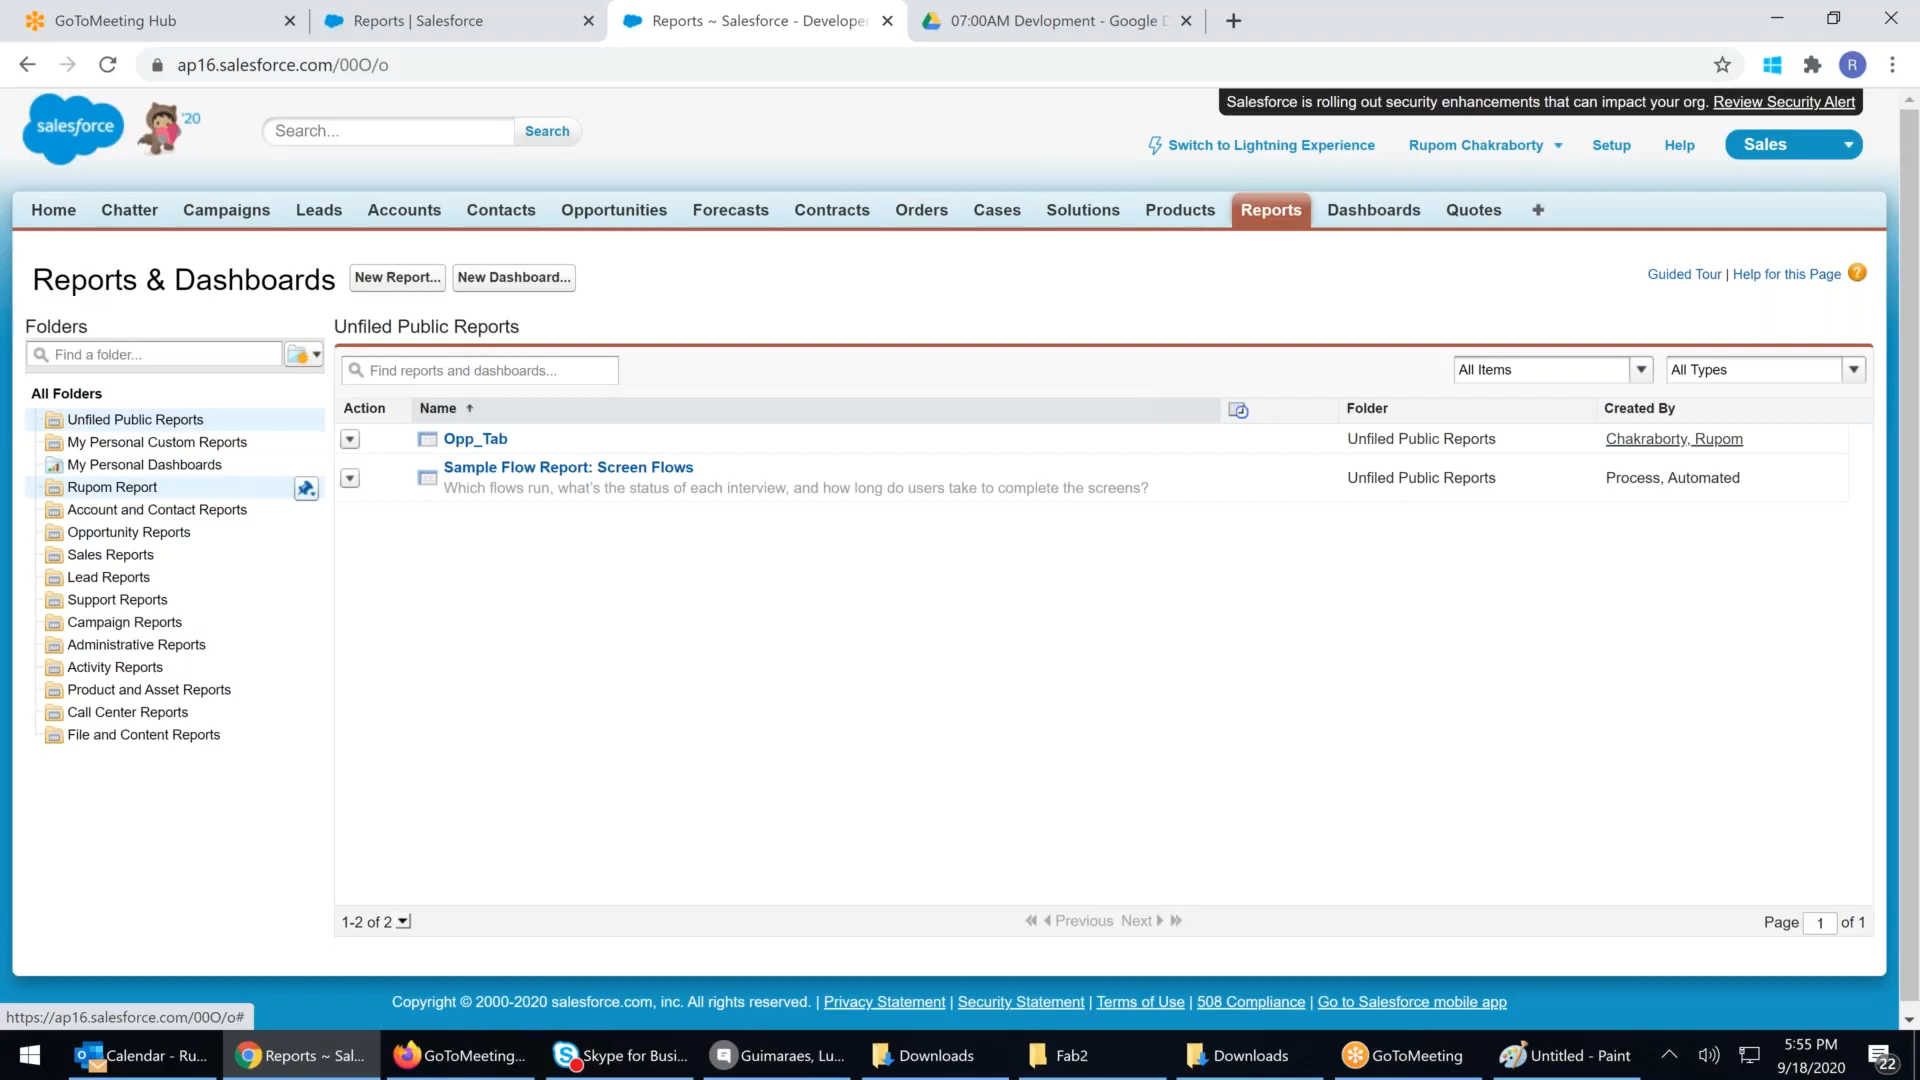 GoToMeeting Hub
Reports | Salesforce
Reports ~ Salesforce - Developer
07:00AM Devlopment - Google D
ap16.salesforce.com/00O/o
R
Salesforce is rolling out security enhancements that can impact your org. Review Security Alert
salesforce
'20
Search...
Search
Switch to Lightning Experience
Rupom Chakraborty
Setup
Help
Sales
Home
Chatter
Campaigns
Leads
Accounts
Contacts
Opportunities
Forecasts
Contracts
Orders
Cases
Solutions
Products
Reports
Dashboards
Quotes
+
Reports & Dashboards
New Report...
New Dashboard...
Guided Tour | Help for this Page ?
Folders
Find a folder...
All Folders
Unfiled Public Reports
My Personal Custom Reports
My Personal Dashboards
Rupom Report
Account and Contact Reports
Opportunity Reports
Sales Reports
Lead Reports
Support Reports
Campaign Reports
Administrative Reports
Activity Reports
Product and Asset Reports
Call Center Reports
File and Content Reports
Unfiled Public Reports
Find reports and dashboards...
All Items
All Types
Action
Name
Folder
Created By
Opp_Tab
Unfiled Public Reports
Chakraborty, Rupom
Sample Flow Report: Screen Flows
Which flows run, what's the status of each interview, and how long do users take to complete the screens?
Unfiled Public Reports
Process, Automated
1-2 of 2
Previous Next
Page 1 of 1
Copyright © 2000-2020 salesforce.com, inc. All rights reserved. | Privacy Statement | Security Statement | Terms of Use | 508 Compliance | Go to Salesforce mobile app
https://ap16.salesforce.com/00O/o#
Calendar - Ru...
Reports ~ Sal...
GoToMeeting...
Skype for Busi...
Guimaraes, Lu...
Downloads
Fab2
Downloads
GoToMeeting
Untitled - Paint
5:55 PM
9/18/2020
22